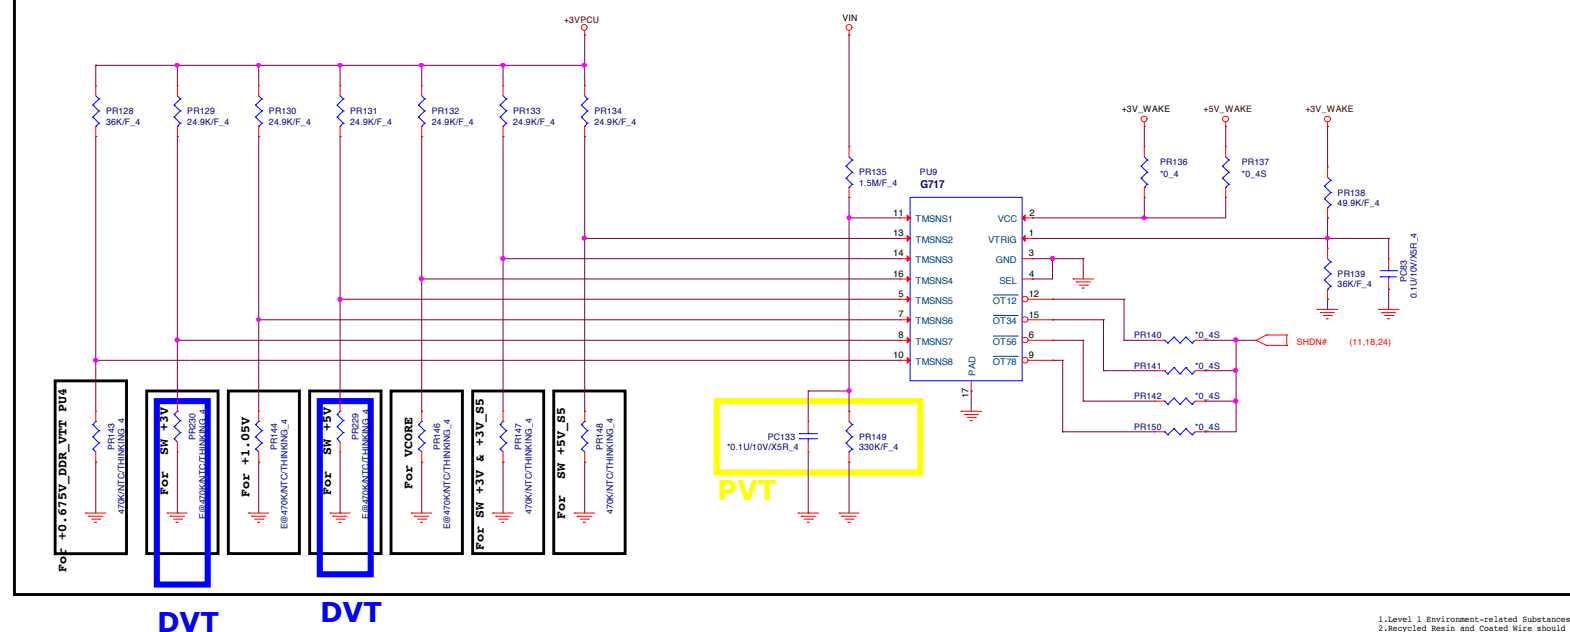 +3VPCU
VIN
PR128
36K/F_4
PR129
24.9K/F_4
PR130
24.9K/F_4
PR131
24.9K/F_4
PR132
24.9K/F_4
PR133
24.9K/F_4
PR134
24.9K/F_4
+3V_WAKE
+5V_WAKE
+3V_WAKE
PR135
1.5M/F_4
PU9
G717
PR136
*0_4
PR137
*0_4S
PR138
49.9K/F_4
11
TMSNS1
VCC
2
13
TMSNS2
VTRIG
1
14
TMSNS3
GND
3
16
TMSNS4
SEL
4
5
TMSNS5
OT12
12
7
TMSNS6
OT34
15
8
TMSNS7
OT56
6
10
TMSNS8
OT78
9
PAD
17
PR139
36K/F_4
PC83
0.1U/10V/X5R_4
PR140
*0_4S
SHDN#
(11,18,24)
PR141
*0_4S
PR142
*0_4S
PR150
*0_4S
For +0.675V_DDR_VTT PU4
PR143
470K/NTC/THINKING_4
For SW +3V
PR230
E@470K/NTC/THINKING_4
For +1.05V
PR144
E@470K/NTC/THINKING_4
For SW +5V
PR229
E@470K/NTC/THINKING_4
For VCORE
PR146
E@470K/NTC/THINKING_4
For SW +3V & +3V_S5
PR147
470K/NTC/THINKING_4
For SW +5V_S5
PR148
470K/NTC/THINKING_4
PC133
*0.1U/10V/X5R_4
PR149
330K/F_4
PVT
DVT
DVT
1.Level 1 Environment-related Substances
2.Recycled Resin and Coated Wire should